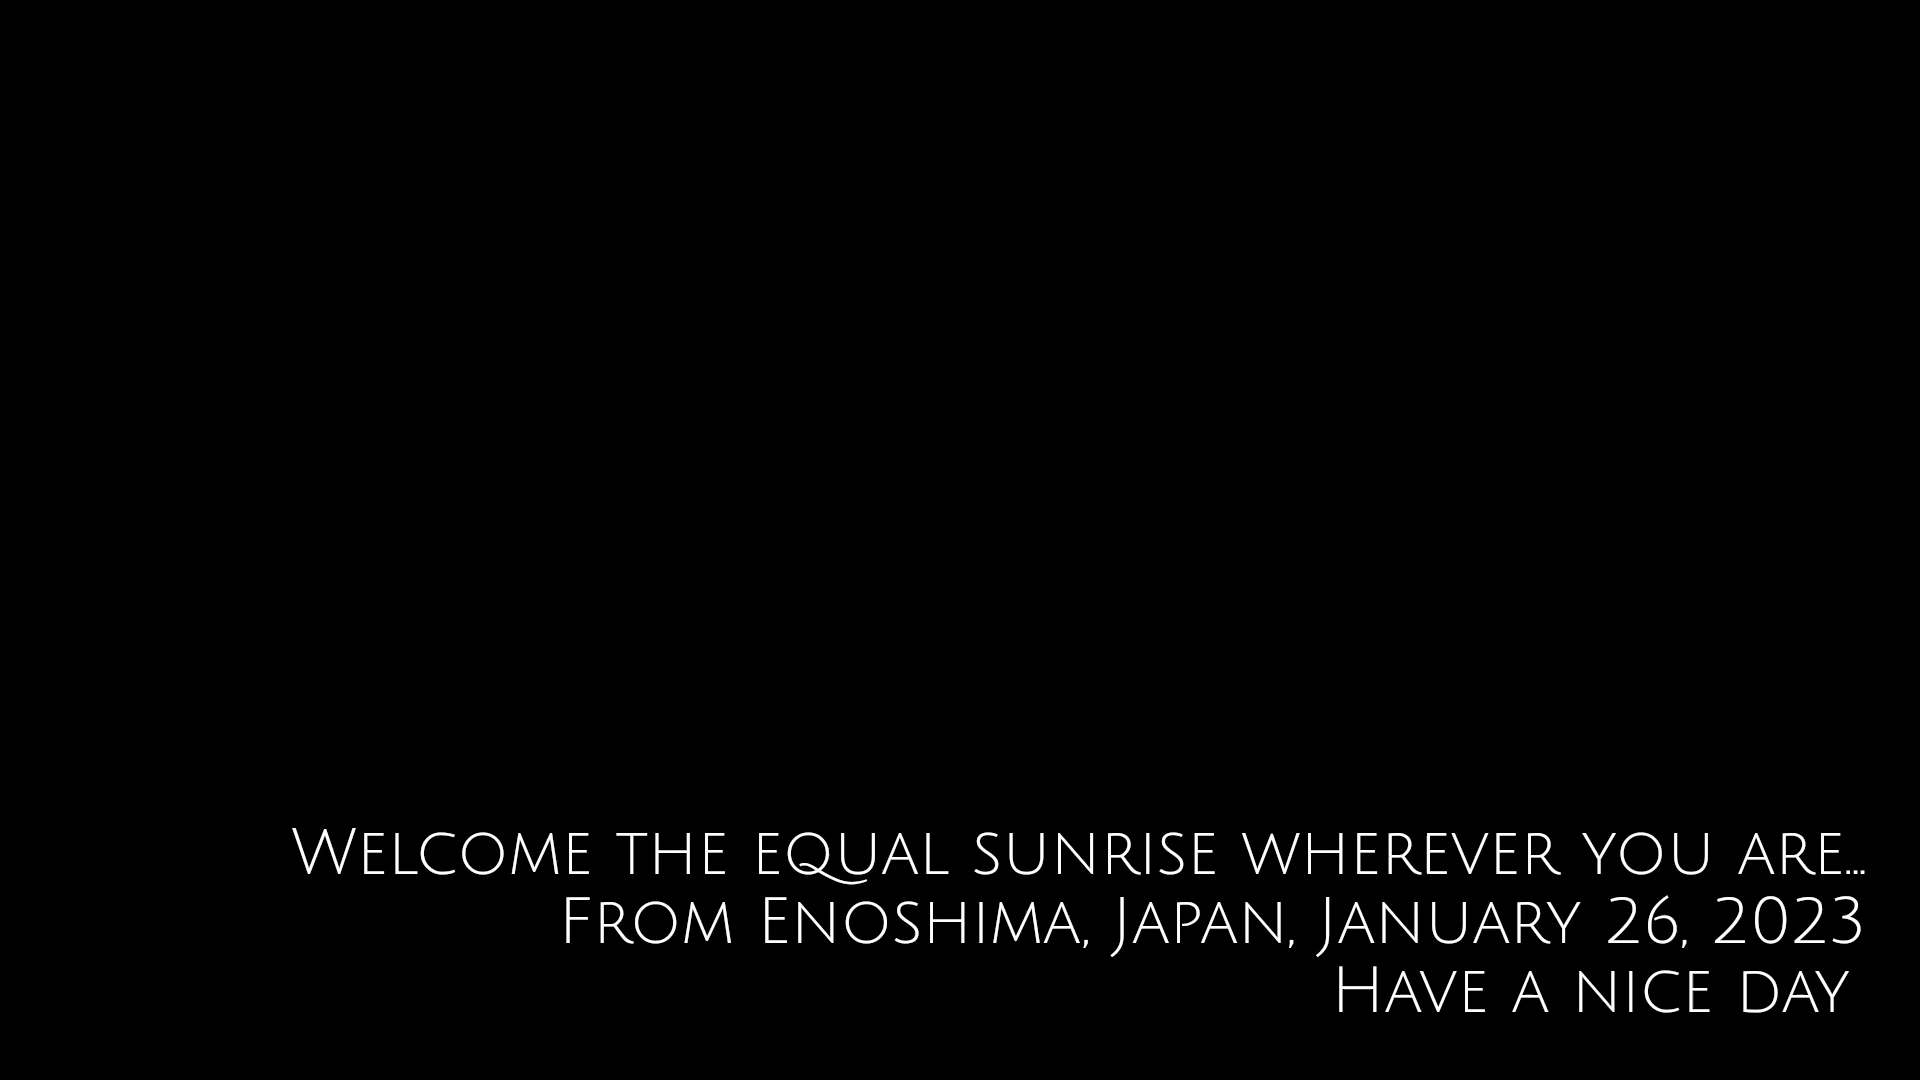 Welcome the equal sunrise wherever you are...
From Enoshima, Japan, January 26, 2023
Have a nice day